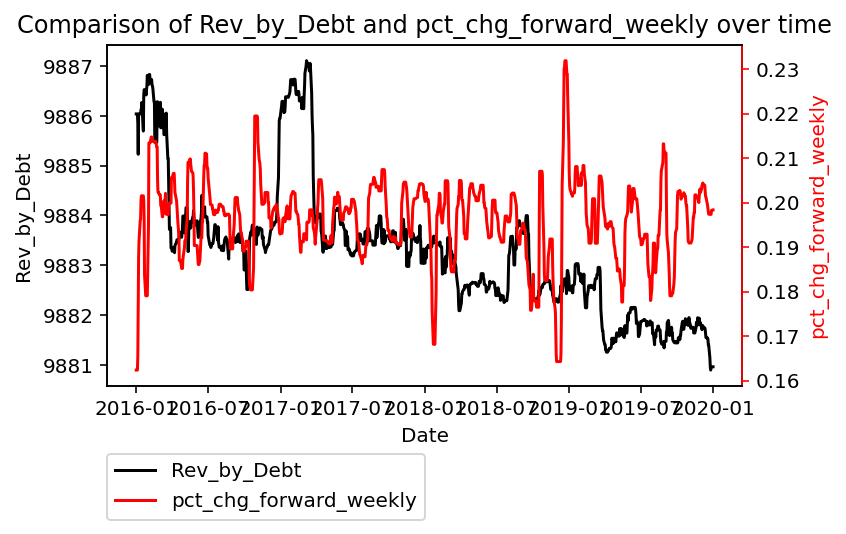 Comparison of Rev_by_Debt and pct_chg_forward_weekly over time
Rev_by_Debt
9887
9886
9885
9884
9883
9882
9881
0.23
0.22
0.21
0.20
0.19
0.18
0.17
0.16
pct_chg_forward_weekly
2016-01 2016-07 2017-01 2017-07 2018-01 2018-07 2019-01 2019-07 2020-01
Date
Rev_by_Debt
pct_chg_forward_weekly